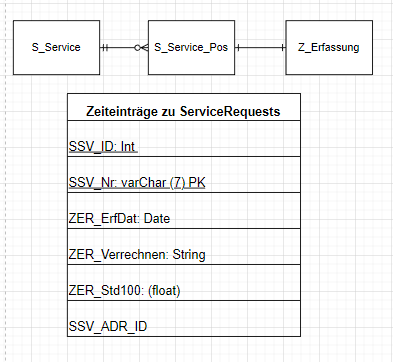 S_Service
S_Service_Pos
Z_Erfassung
Zeiteinträge zu ServiceRequests
SSV_ID: Int
SSV_Nr: varChar (7) PK
ZER_ErfDat: Date
ZER_Verrechnen: String
ZER_Std100: (float)
SSV_ADR_ID